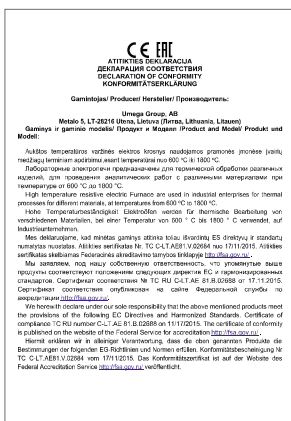 CE EAC
ATITIKTIES DEKLARACIJA
ДЕКЛАРАЦИЯ СООТВЕТСТВИЯ
DECLARATION OF CONFORMITY
KONFORMITÄTSERKLÄRUNG
Gamintojas/ Producer/ Hersteller/ Производитель:
Umega Group, AB
Metalo 5, LT-28216 Utena, Lietuva (Литва, Lithuania, Litauen)
Gaminys ir gaminio modelis/ Продукт и Модель /Product and Model/ Produkt und
Modell:
Aukštos temperatūros varžinės elektros krosnys naudojamos pramonės įmonėse įvairių
medžiagų terminiam apdirbimui,esant temperatūrai nuo 600 °C iki 1800 °C.
Лабораторные электропечи предназначены для термической обработки различных
изделий, для проведения аналитических работ с различными материалами при
температуре от 600 °С до 1800 °С.
High temperature resistive electric Furnace are used in industrial enterprises for thermal
processes for different materials, at temperatures from 600 °C to 1800 °C.
Hohe Temperaturbeständigkeit Elektroöfen werden für thermische Bearbeitung von
verschiedenen Materialien, bei einer Temperatur von 600 ° C bis 1800 ° C verwendet, auf
Industrieunternehmen.
Mes deklaruojame, kad minėtas gaminys atitinka toliau išvardintų ES direktyvų ir standartų
numatytas nuostatas. Atitikties sertifikatas Nr. TC C-LT.AE81.V.02684 nuo 17/11/2015. Atitikties
sertifikatas skelbiamas Federacinės akreditavimo tarnybos tinklapyje http://fsa.gov.ru/ .
Мы заявляем, под нашу собственную ответственность, что упомянутые выше
продукты соответствуют положениям следующих директив ЕС и гармонизированных
стандартов. Сертификат соответствия № ТС RU C-LT.AE 81.B.02688 от 17.11.2015.
Сертификат соответствия опубликован на сайте Федеральной службы по
аккредитации http://fsa.gov.ru/.
We herewith declare under our sole responsibility that the above mentioned products meet
the provisions of the following EC Directives and Harmonized Standards. Certificate of
compliance TC RU number C-LT.AE 81.B.02688 on 11/17/2015. The certificate of conformity
is published on the website of the Federal Service for accreditation http://fsa.gov.ru/ .
Hiermit erklären wir in alleiniger Verantwortung, dass die oben genannten Produkte die
Bestimmungen der folgenden EG-Richtlinien und Normen erfüllen. Konformitätsbescheinigung Nr
TC C-LT.AE81.V.02684 vom 17/11/2015. Das Konformitätszertifikat ist auf der Website des
Federal Accreditation Service http://fsa.gov.ru/ veröffentlicht.